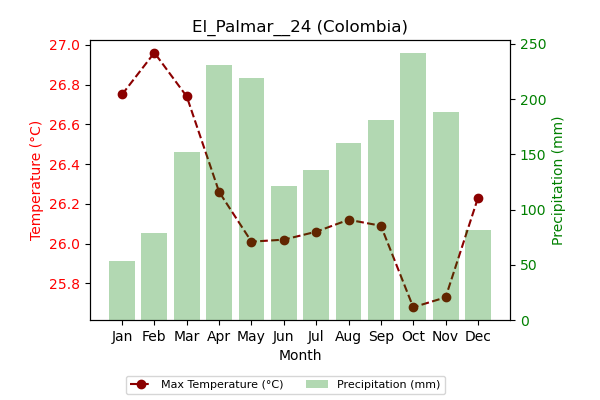 El_Palmar__24 (Colombia)
27.0
26.8
26.6
26.4
26.2
26.0
25.8
Temperature (°C)
250
200
150
100
50
0
Precipitation (mm)
Jan Feb Mar Apr May Jun Jul Aug Sep Oct Nov Dec
Month
Max Temperature (°C) Precipitation (mm)